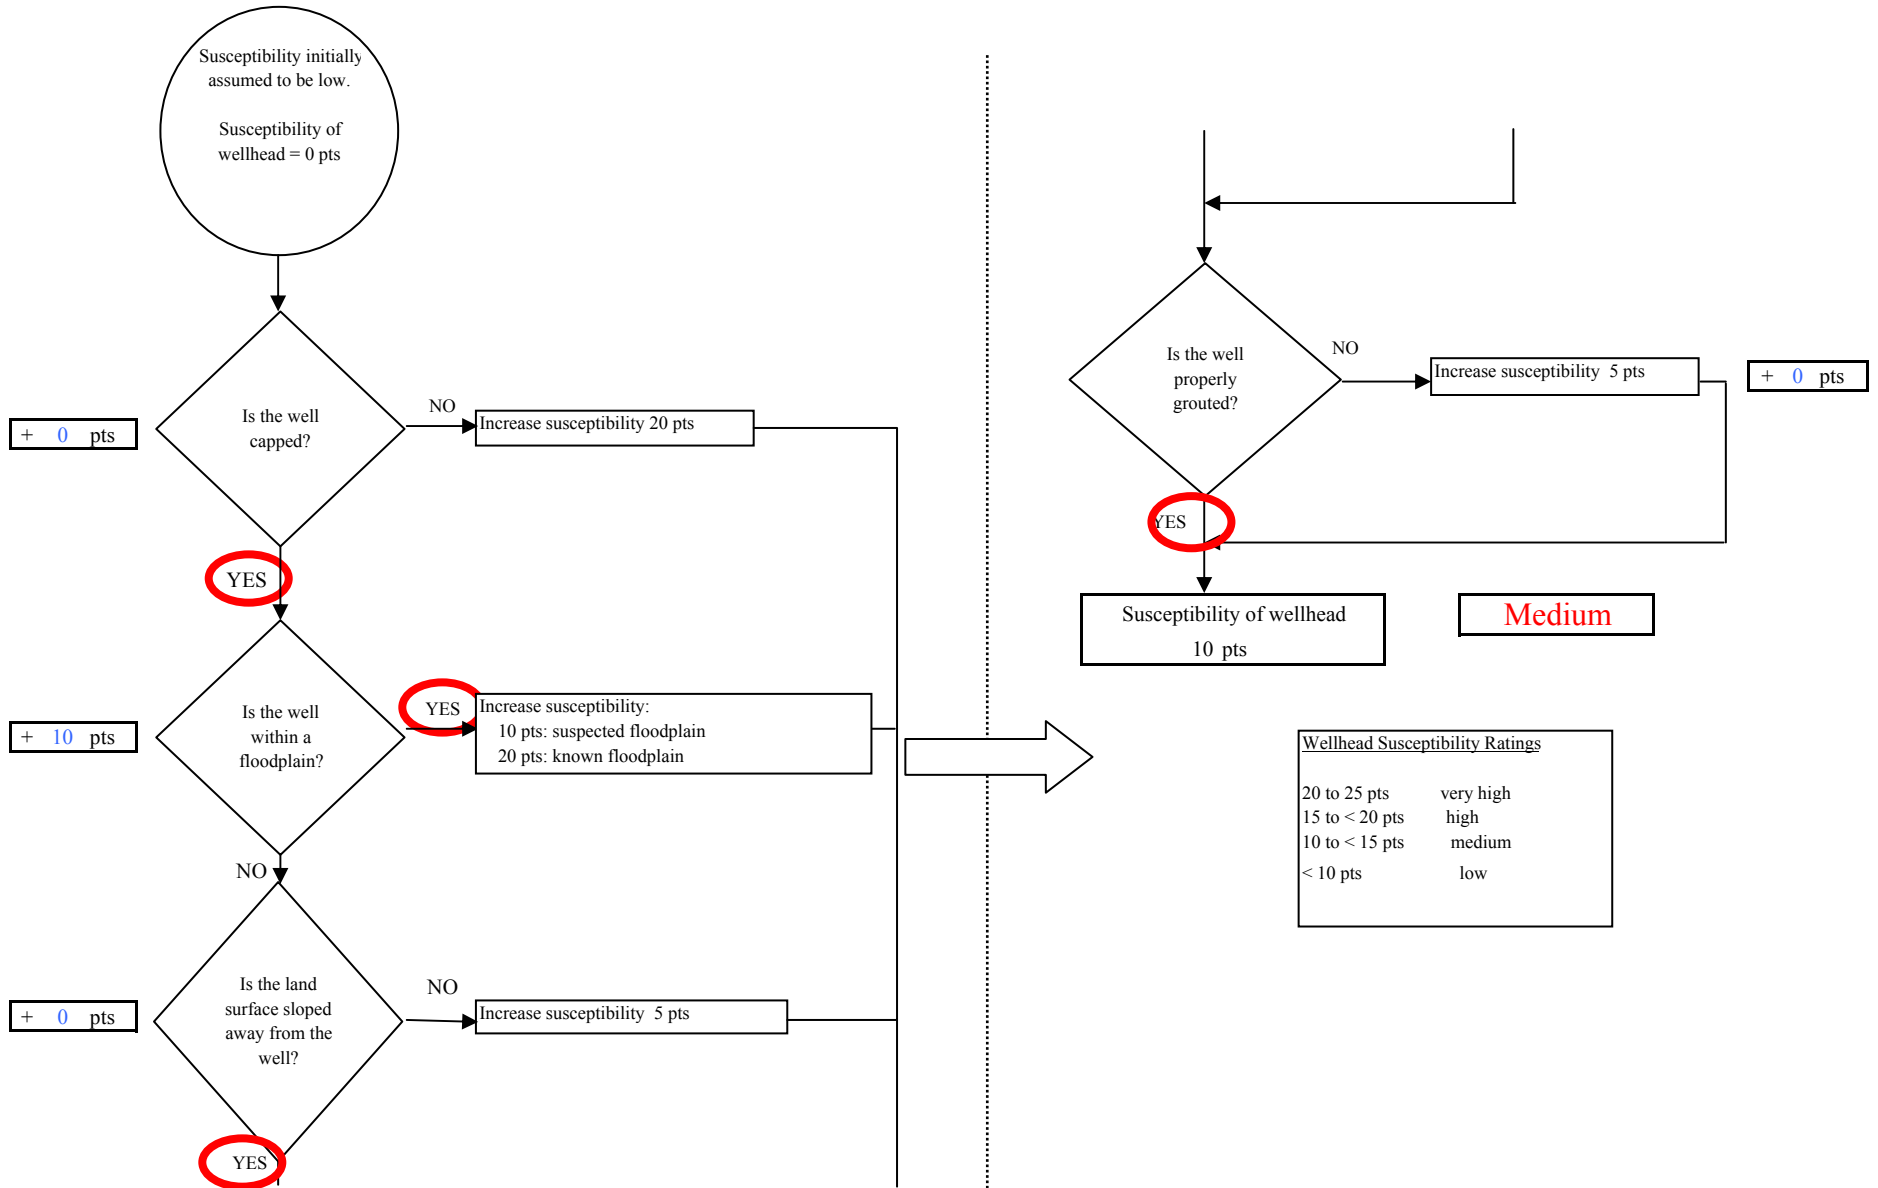 Susceptibility initially
assumed to be low.
Susceptibility of
wellhead = 0 pts
Is the well
capped?
NO
Increase susceptibility 20 pts
+ 0 pts
YES
Is the well
within a
floodplain?
YES
Increase susceptibility:
10 pts: suspected floodplain
20 pts: known floodplain
+ 10 pts
NO
Is the land
surface sloped
away from the
well?
NO
Increase susceptibility 5 pts
+ 0 pts
YES
Is the well
properly
grouted?
NO
Increase susceptibility 5 pts
+ 0 pts
YES
Susceptibility of wellhead
10 pts
Medium
Wellhead Susceptibility Ratings
20 to 25 pts very high
15 to < 20 pts high
10 to < 15 pts medium
< 10 pts low